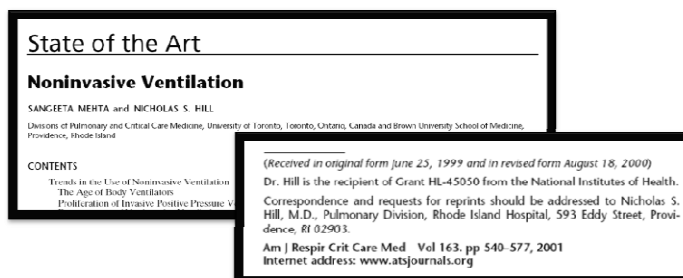 State of the Art
Noninvasive Ventilation
SANGEETA MEHTA and NICHOLAS S. HILL
Divisions of Pulmonary and Critical Care Medicine, University of Toronto, Toronto, Ontario, Canada and Brown University School of Medicine,
Providence, Rhode Island
CONTENTS
Trends in the Use of Noninvasive Ventilation
The Age of Body Ventilators
Proliferation of Invasive Positive Pressure V
(Received in original form June 25, 1999 and in revised form August 18, 2000)
Dr. Hill is the recipient of Grant HL-45050 from the National Institutes of Health.
Correspondence and requests for reprints should be addressed to Nicholas S.
Hill, M.D., Pulmonary Division, Rhode Island Hospital, 593 Eddy Street, Provi-
dence, RI 02903.
Am J Respir Crit Care Med Vol 163. pp 540–577, 2001
Internet address: www.atsjournals.org